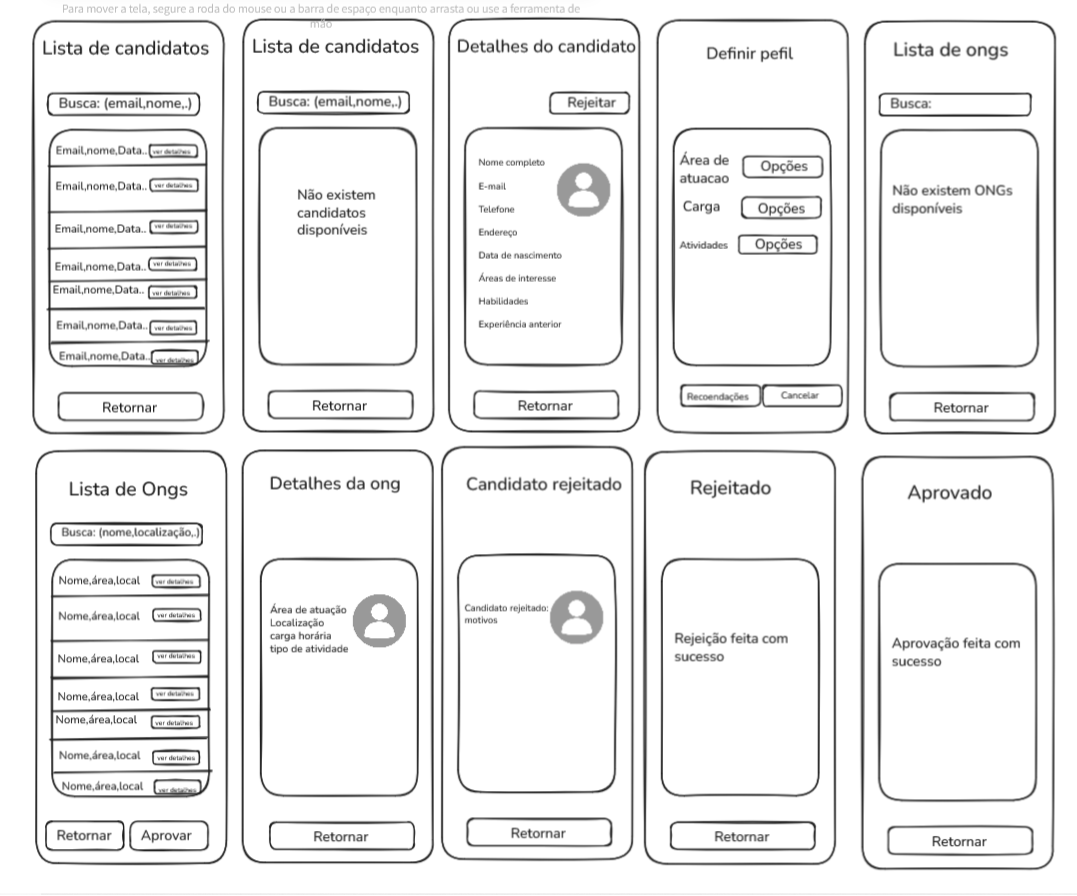 Para mover a tela, segure a roda do mouse ou a barra de espaço enquanto arrasta ou use a ferramenta de
mão
Lista de candidatos
Busca: (email,nome,.)
Email,nome,Data..
ver detalhes
Email,nome,Data..
ver detalhes
Email,nome,Data..
ver detalhes
Email,nome,Data..
ver detalhes
Email,nome,Data..
ver detalhes
Email,nome,Data..
ver detalhes
Email,nome,Data..
ver detalhes
Retornar
Lista de candidatos
Busca: (email,nome,.)
Não existem
candidatos
disponíveis
Retornar
Detalhes do candidato
Rejeitar
Nome completo
E-mail
Telefone
Endereço
Data de nascimento
Áreas de interesse
Habilidades
Experiência anterior
Retornar
Definir pefil
Área de
atuacao
Opções
Carga
Opções
Atividades
Opções
Recoendações
Cancelar
Lista de ongs
Busca:
Não existem ONGs
disponíveis
Retornar
Lista de Ongs
Busca: (nome,localização,.)
Nome,área,local
ver detalhes
Nome,área,local
ver detalhes
Nome,área,local
ver detalhes
Nome,área,local
ver detalhes
Nome,área,local
ver detalhes
Nome,área,local
ver detalhes
Nome,área,local
ver detalhes
Retornar
Aprovar
Detalhes da ong
Área de atuação
Localização
carga horária
tipo de atividade
Retornar
Candidato rejeitado
Candidato rejeitado:
motivos
Retornar
Rejeitado
Rejeição feita com
sucesso
Retornar
Aprovado
Aprovação feita com
sucesso
Retornar